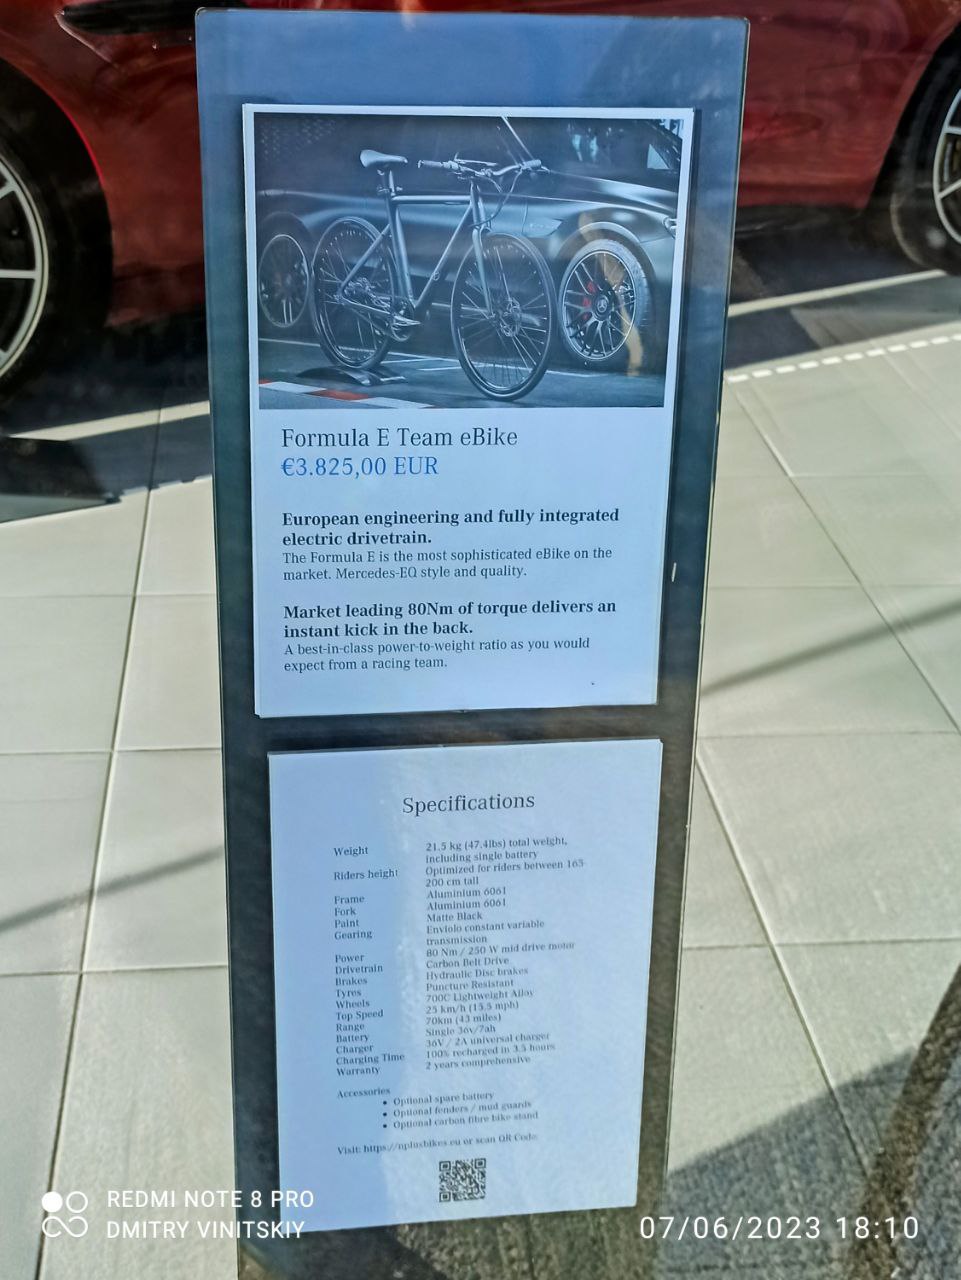 Formula E Team eBike
€3.825,00 EUR
European engineering and fully integrated
electric drivetrain.
The Formula E is the most sophisticated eBike on the
market. Mercedes-EQ style and quality.
Market leading 80Nm of torque delivers an
instant kick in the back.
A best-in-class power-to-weight ratio as you would
expect from a racing team.
Specifications
Weight 21.5 kg (47.4lbs) total weight,
including single battery
Riders height Optimized for riders between 165-
200 cm tall
Frame Aluminium 6061
Fork Aluminium 6061
Paint Matte Black
Gearing Enviolo constant variable
transmission
Power 80 Nm / 250 W mid drive motor
Drivetrain Carbon Belt Drive
Brakes Hydraulic Disc brakes
Tyres Puncture Resistant
Wheels 700C Lightweight Alloy
Top Speed 25 km/h (15.5 mph)
Range 70km (43 miles)
Battery Single 36v/7ah
Charger 36V / 2A universal charger
Charging Time 100% recharged in 3.5 hours
Warranty 2 years comprehensive
Accessories
• Optional spare battery
• Optional fenders / mud guards
• Optional carbon fibre bike stand
Visit: https://nplusbikes.eu or scan QR Code:
REDMI NOTE 8 PRO
DMITRY VINITSKIY
07/06/2023 18:10